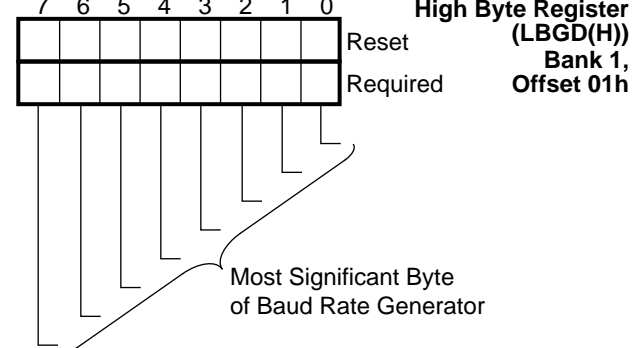 7 6 5 4 3 2 1 0
High Byte Register
(LBGD(H))
Bank 1,
Offset 01h
Reset
Required
Most Significant Byte
of Baud Rate Generator